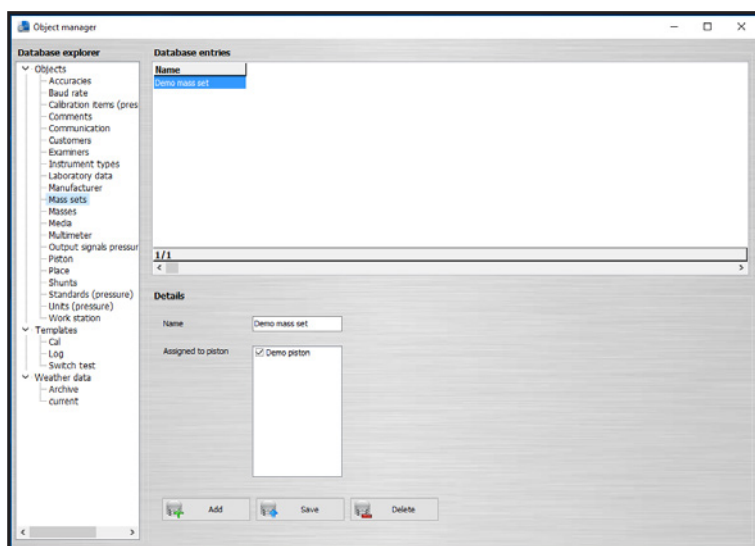 Object manager
Database explorer
Objects
Accuracies
Baud rate
Calibration items (pres
Comments
Communication
Customers
Examiners
Instrument types
Laboratory data
Manufacturer
Mass sets
Masses
Media
Multimeter
Output signals pressur
Piston
Place
Shunts
Standards (pressure)
Units (pressure)
Work station
Templates
Cal
Log
Switch test
Weather data
Archive
current
Database entries
Name
Demo mass set
1/1
Details
Name
Demo mass set
Assigned to piston
Demo piston
Add
Save
Delete